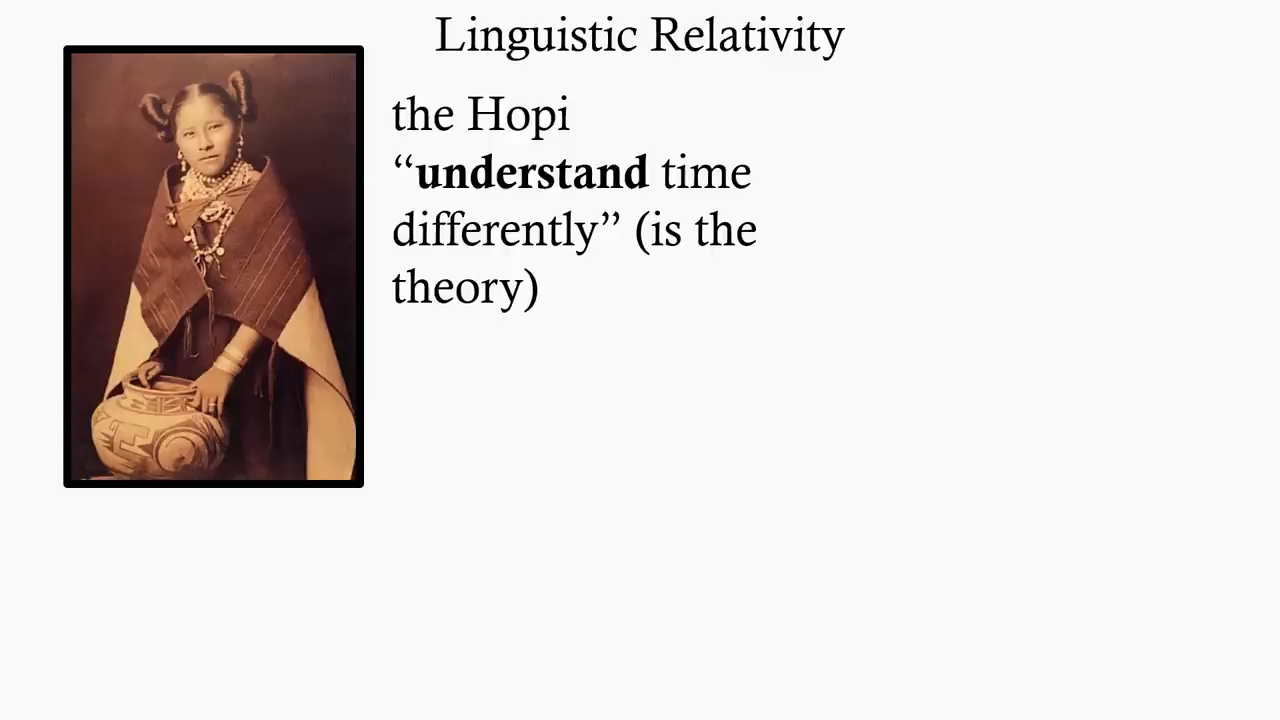 Linguistic Relativity
the Hopi
“understand time
differently” (is the
theory)